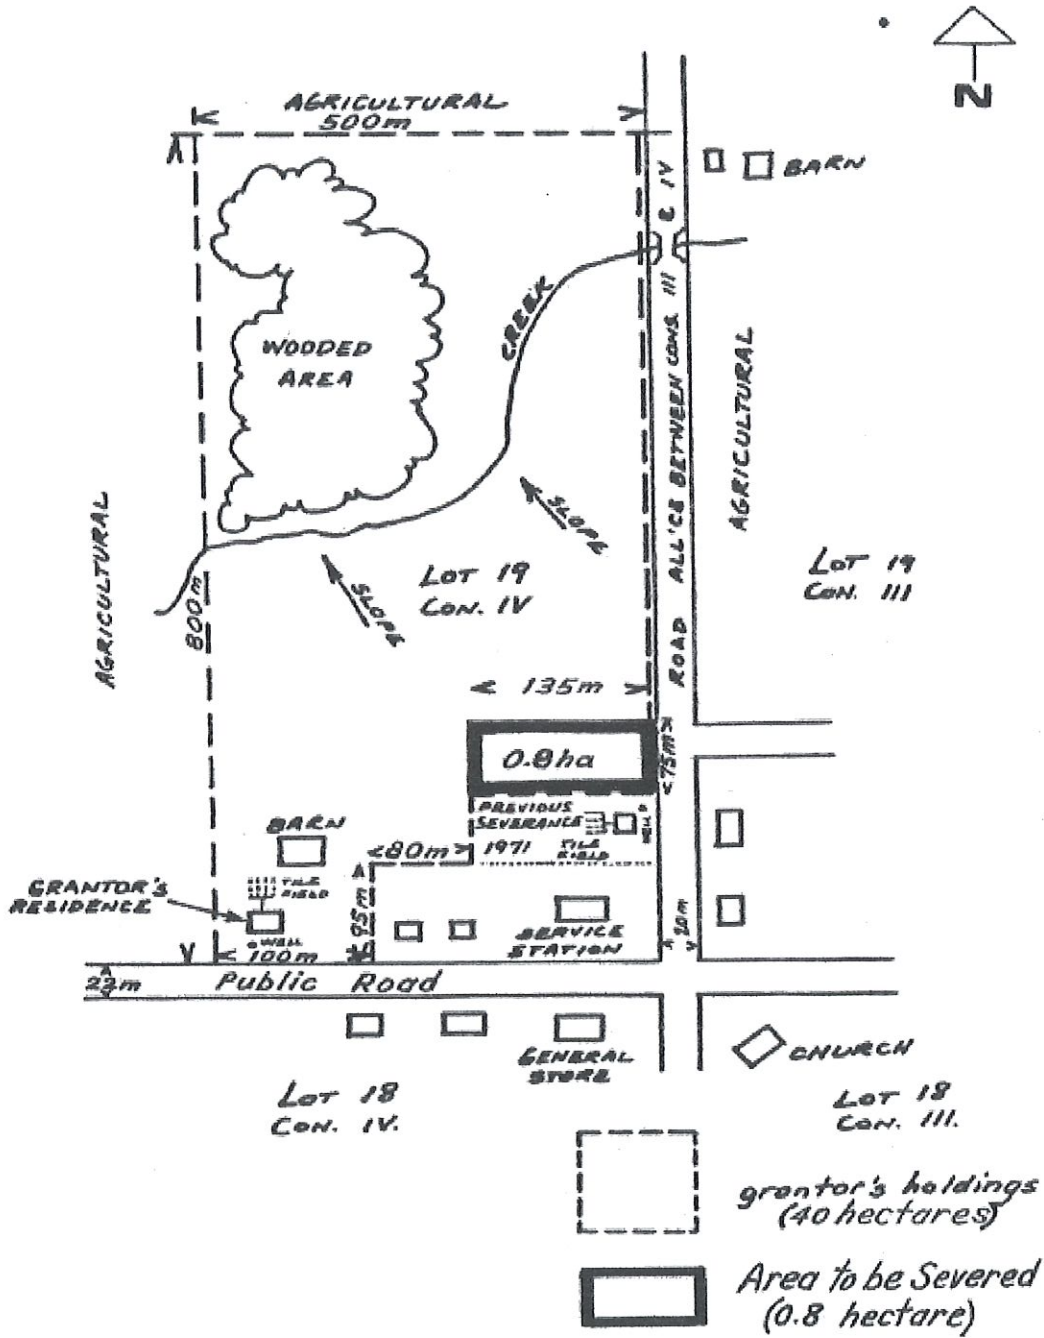 N
AGRICULTURAL
500m
BARN
ROAD ALL'CE BETWEEN CONS III & IV
CREEK
WOODED
AREA
AGRICULTURAL
AGRICULTURAL
SLOPE
SLOPE
800m
LOT 19
CON. IV
LOT 19
CON. III
135m
0.8ha
75m
PREVIOUS
SEVERANCE
1971
TILE
FIELD
BARN
80m
GRANTOR'S
RESIDENCE
TILE
FIELD
95m
WELL
100m
SERVICE
STATION
20m
22m
Public Road
GENERAL
STORE
CHURCH
LOT 18
CON. IV.
LOT 18
CON. III.
grantor's holdings
(40 hectares)
Area to be Severed
(0.8 hectare)